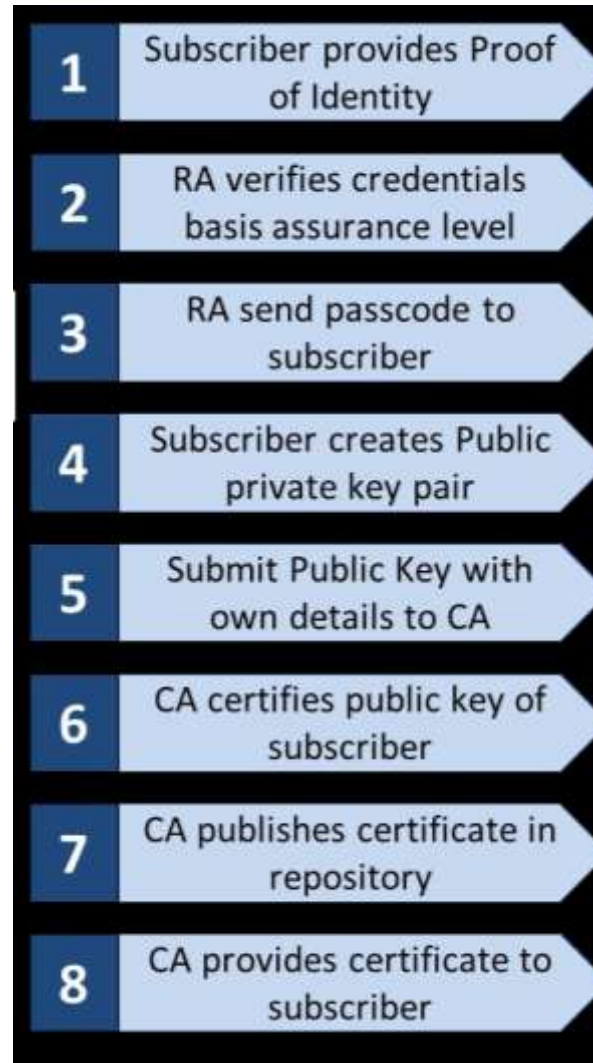 1
Subscriber provides Proof
of Identity
2
RA verifies credentials
basis assurance level
3
RA send passcode to
subscriber
4
Subscriber creates Public
private key pair
5
Submit Public Key with
own details to CA
6
CA certifies public key of
subscriber
7
CA publishes certificate in
repository
8
CA provides certificate to
subscriber